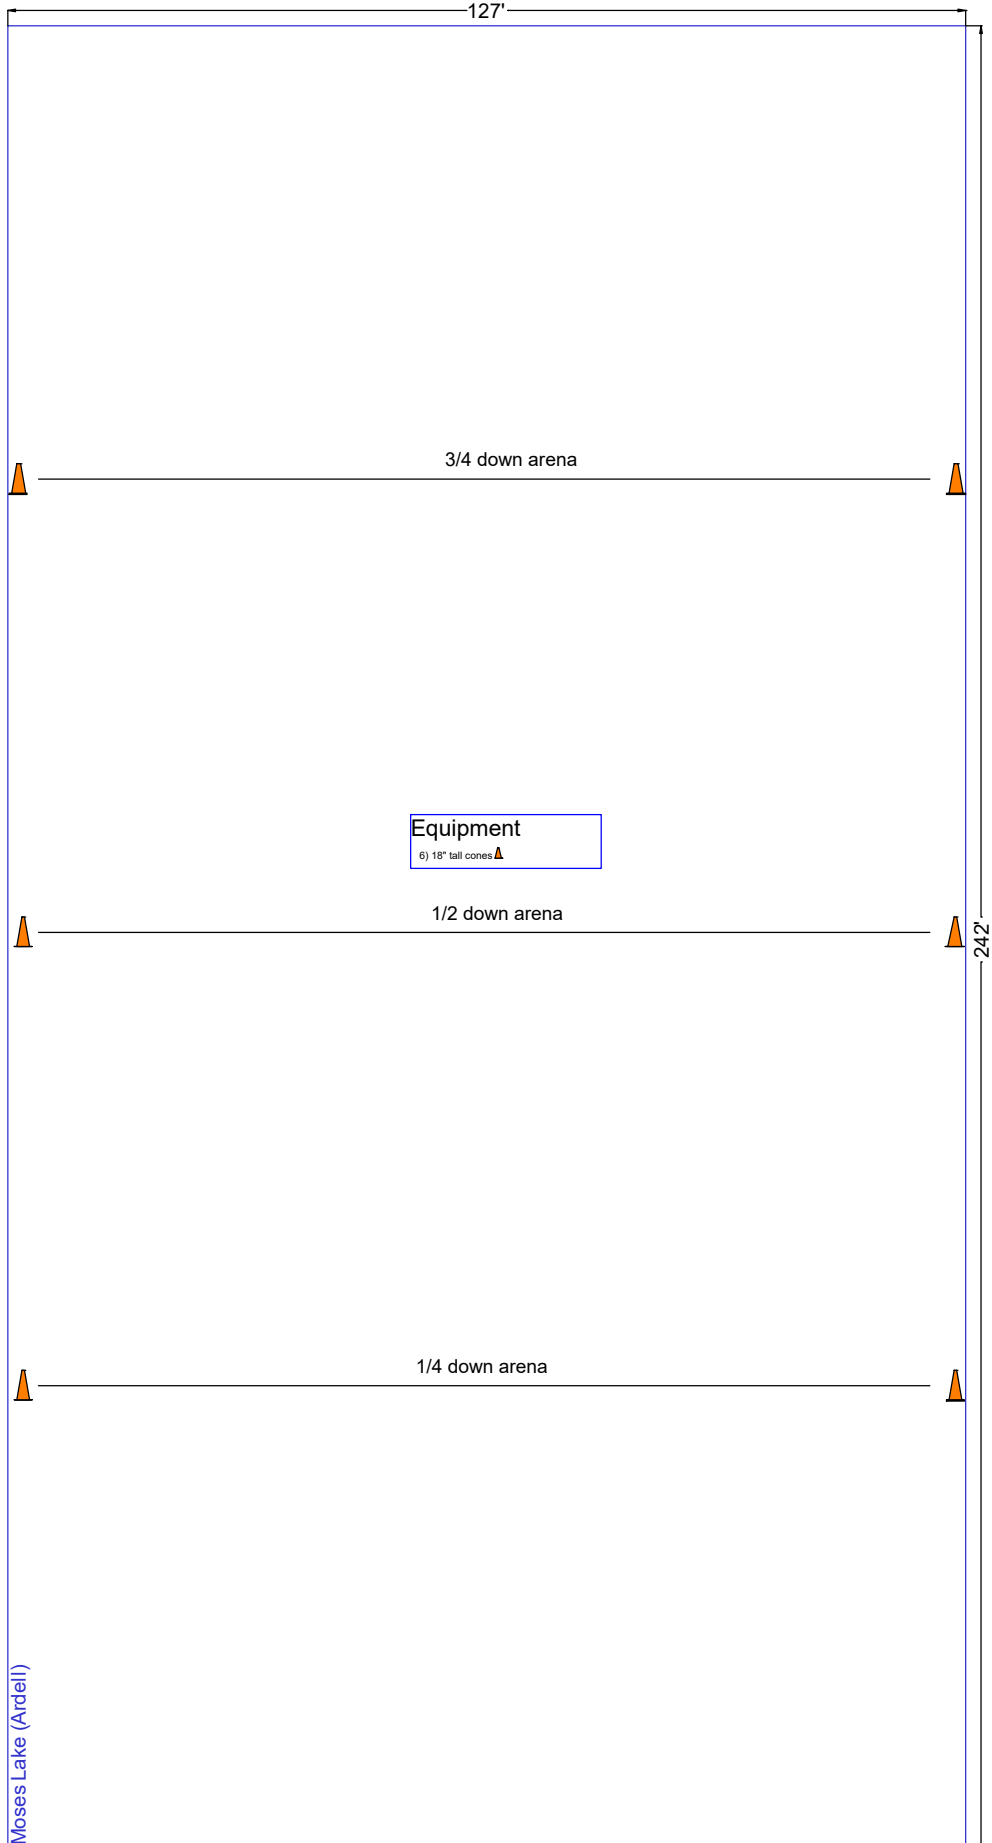 127'
3/4 down arena
Equipment
6) 18" tall cones
1/2 down arena
242'
1/4 down arena
Moses Lake (Ardell)